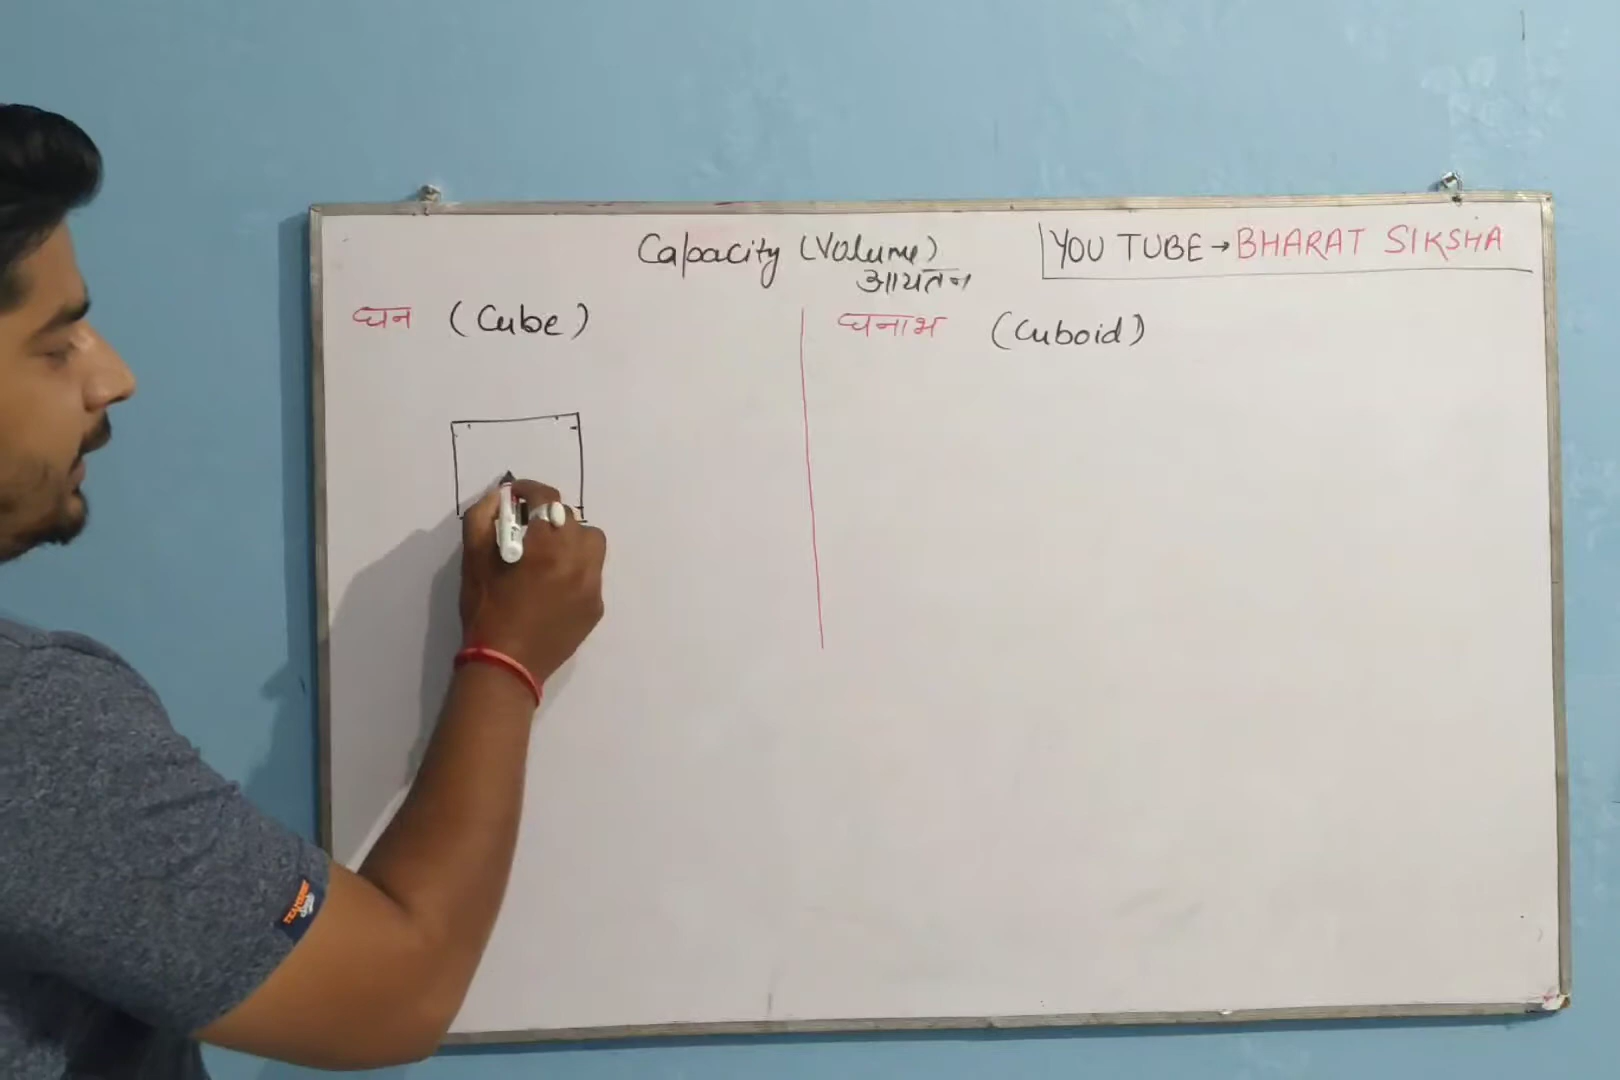 Capacity (Volume)
आयतन
YOU TUBE → BHARAT SIKSHA
घन (Cube)
घनाभ (Cuboid)